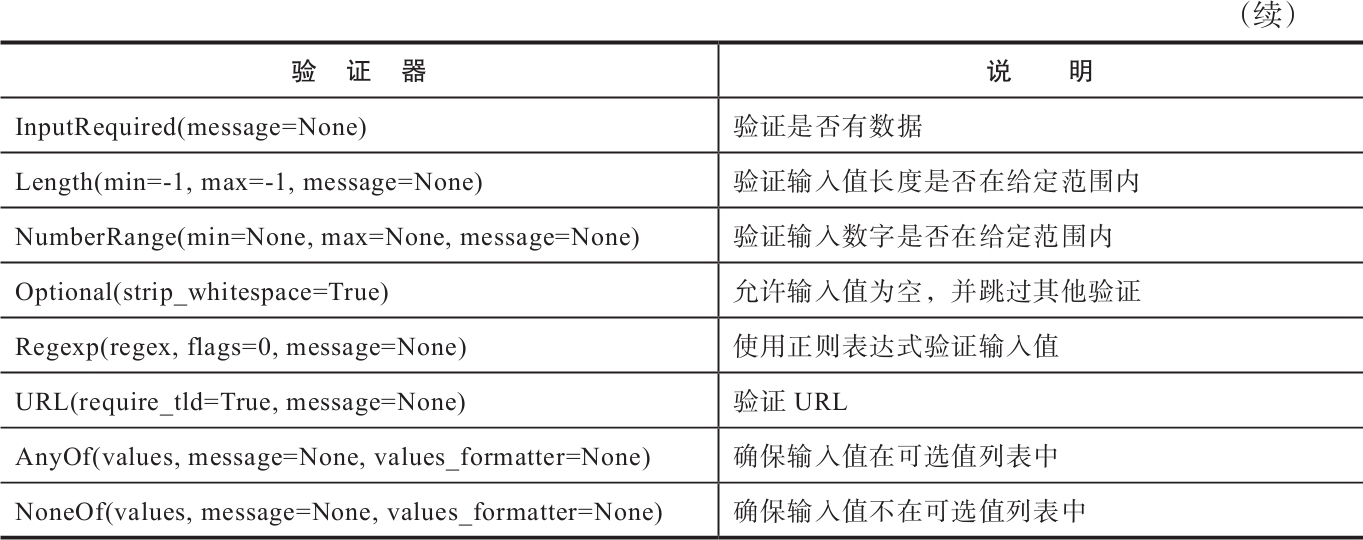 （续）
验 证 器 说 明
InputRequired(message=None) 验证是否有数据
Length(min=-1, max=-1, message=None) 验证输入值长度是否在给定范围内
NumberRange(min=None, max=None, message=None) 验证输入数字是否在给定范围内
Optional(strip_whitespace=True) 允许输入值为空，并跳过其他验证
Regexp(regex, flags=0, message=None) 使用正则表达式验证输入值
URL(require_tld=True, message=None) 验证 URL
AnyOf(values, message=None, values_formatter=None) 确保输入值在可选值列表中
NoneOf(values, message=None, values_formatter=None) 确保输入值不在可选值列表中